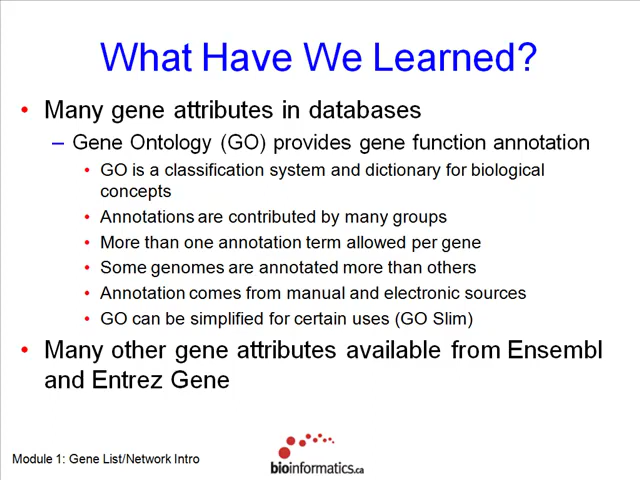 What Have We Learned?
• Many gene attributes in databases
– Gene Ontology (GO) provides gene function annotation
• GO is a classification system and dictionary for biological
concepts
• Annotations are contributed by many groups
• More than one annotation term allowed per gene
• Some genomes are annotated more than others
• Annotation comes from manual and electronic sources
• GO can be simplified for certain uses (GO Slim)
• Many other gene attributes available from Ensembl
and Entrez Gene
Module 1: Gene List/Network Intro
bioinformatics.ca